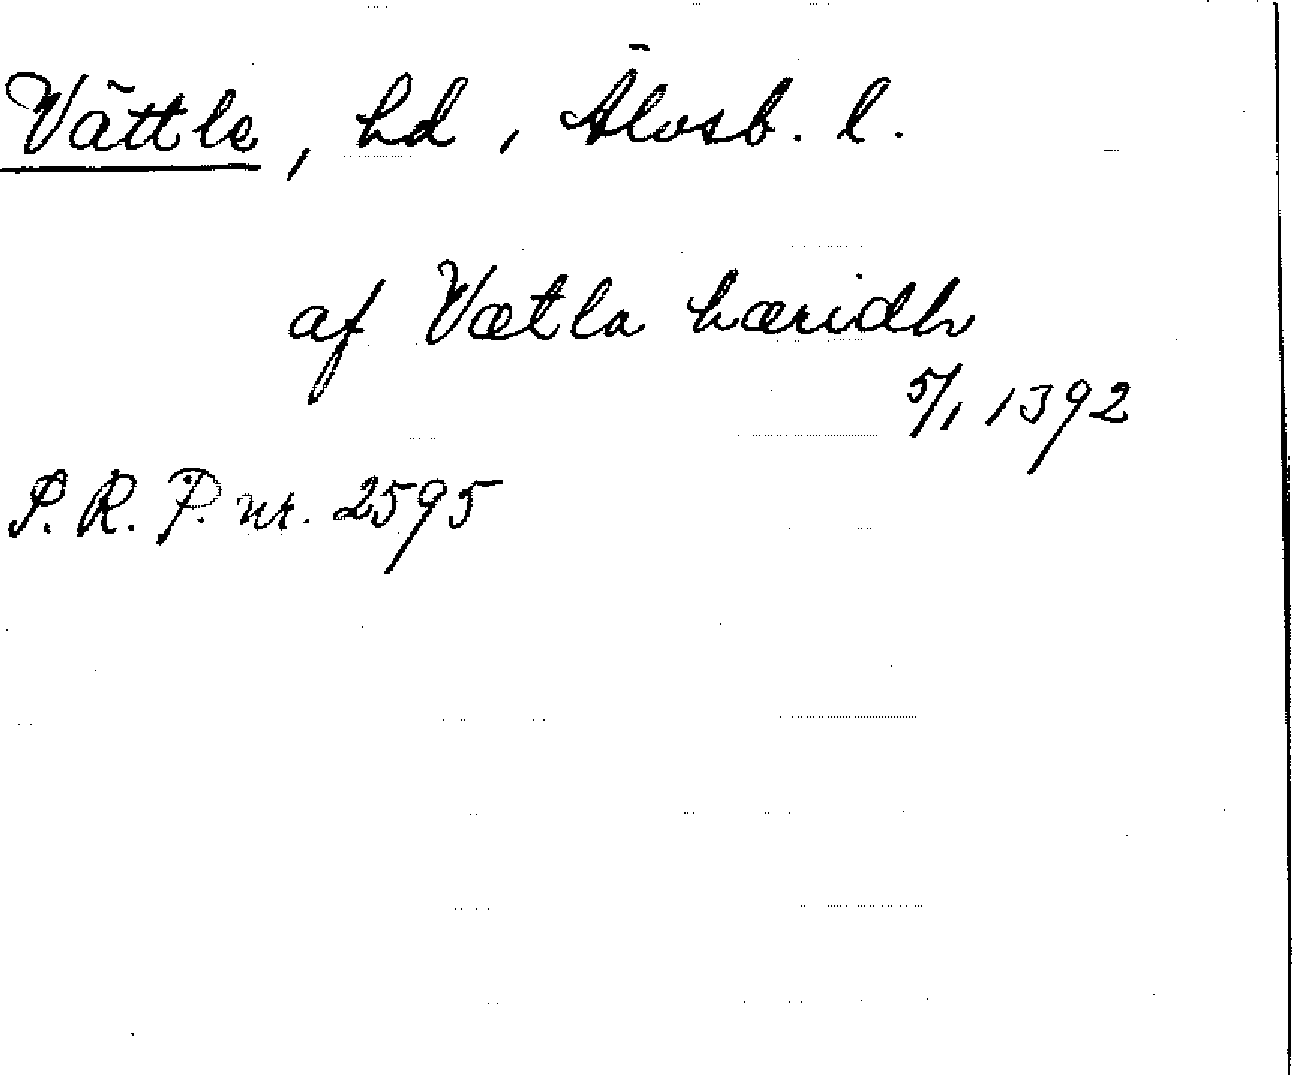 Vättle, hd, Älvsb. l.
af Vætla hæridh
5/1 1392
P.R.P. nr. 2595